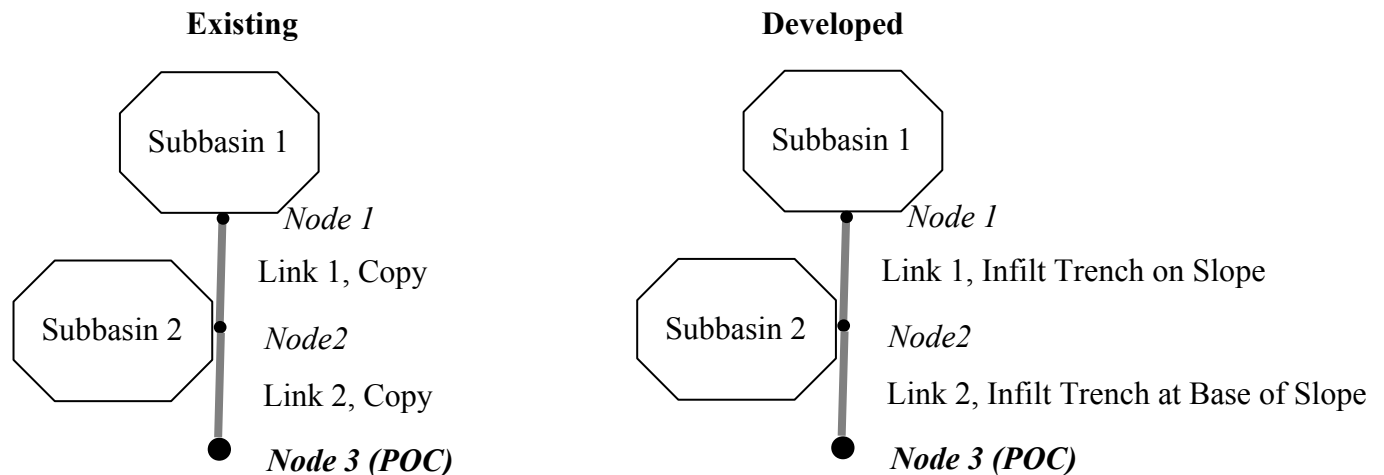 Existing
Subbasin 1
Node 1
Link 1, Copy
Subbasin 2
Node2
Link 2, Copy
Node 3 (POC)
Developed
Subbasin 1
Node 1
Link 1, Infilt Trench on Slope
Subbasin 2
Node2
Link 2, Infilt Trench at Base of Slope
Node 3 (POC)